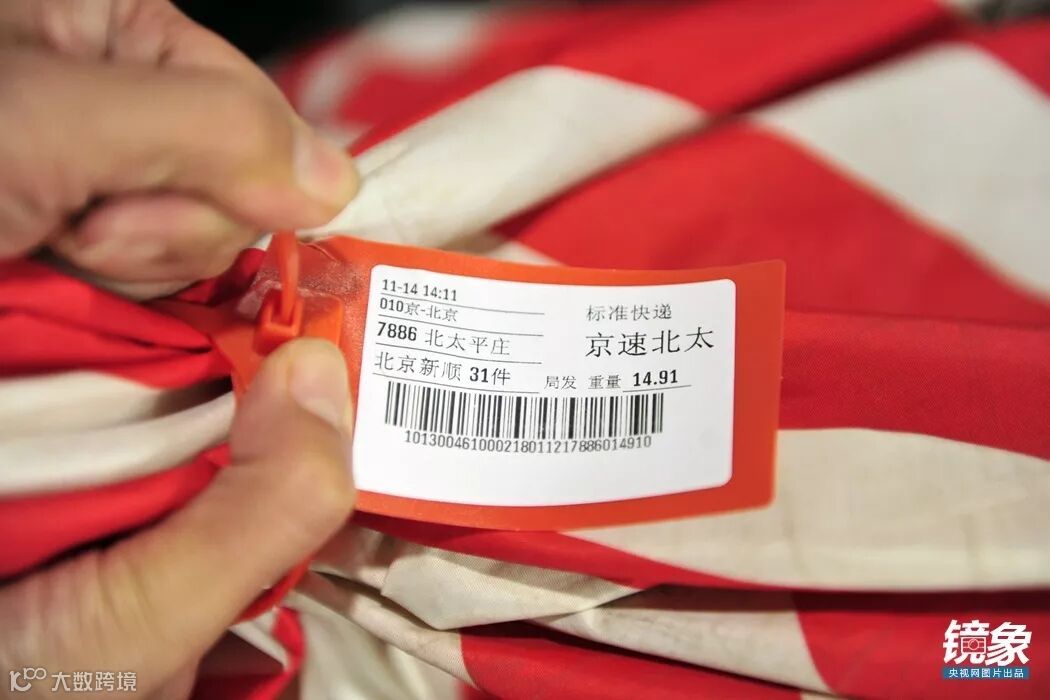 11-14 14:11
010京-北京
标准快递
7886 北太平庄
京速北太
北京新顺 31件 局发 重量 14.91
101300461000218011217886014910
镜象
央视网图片出品
大数跨境